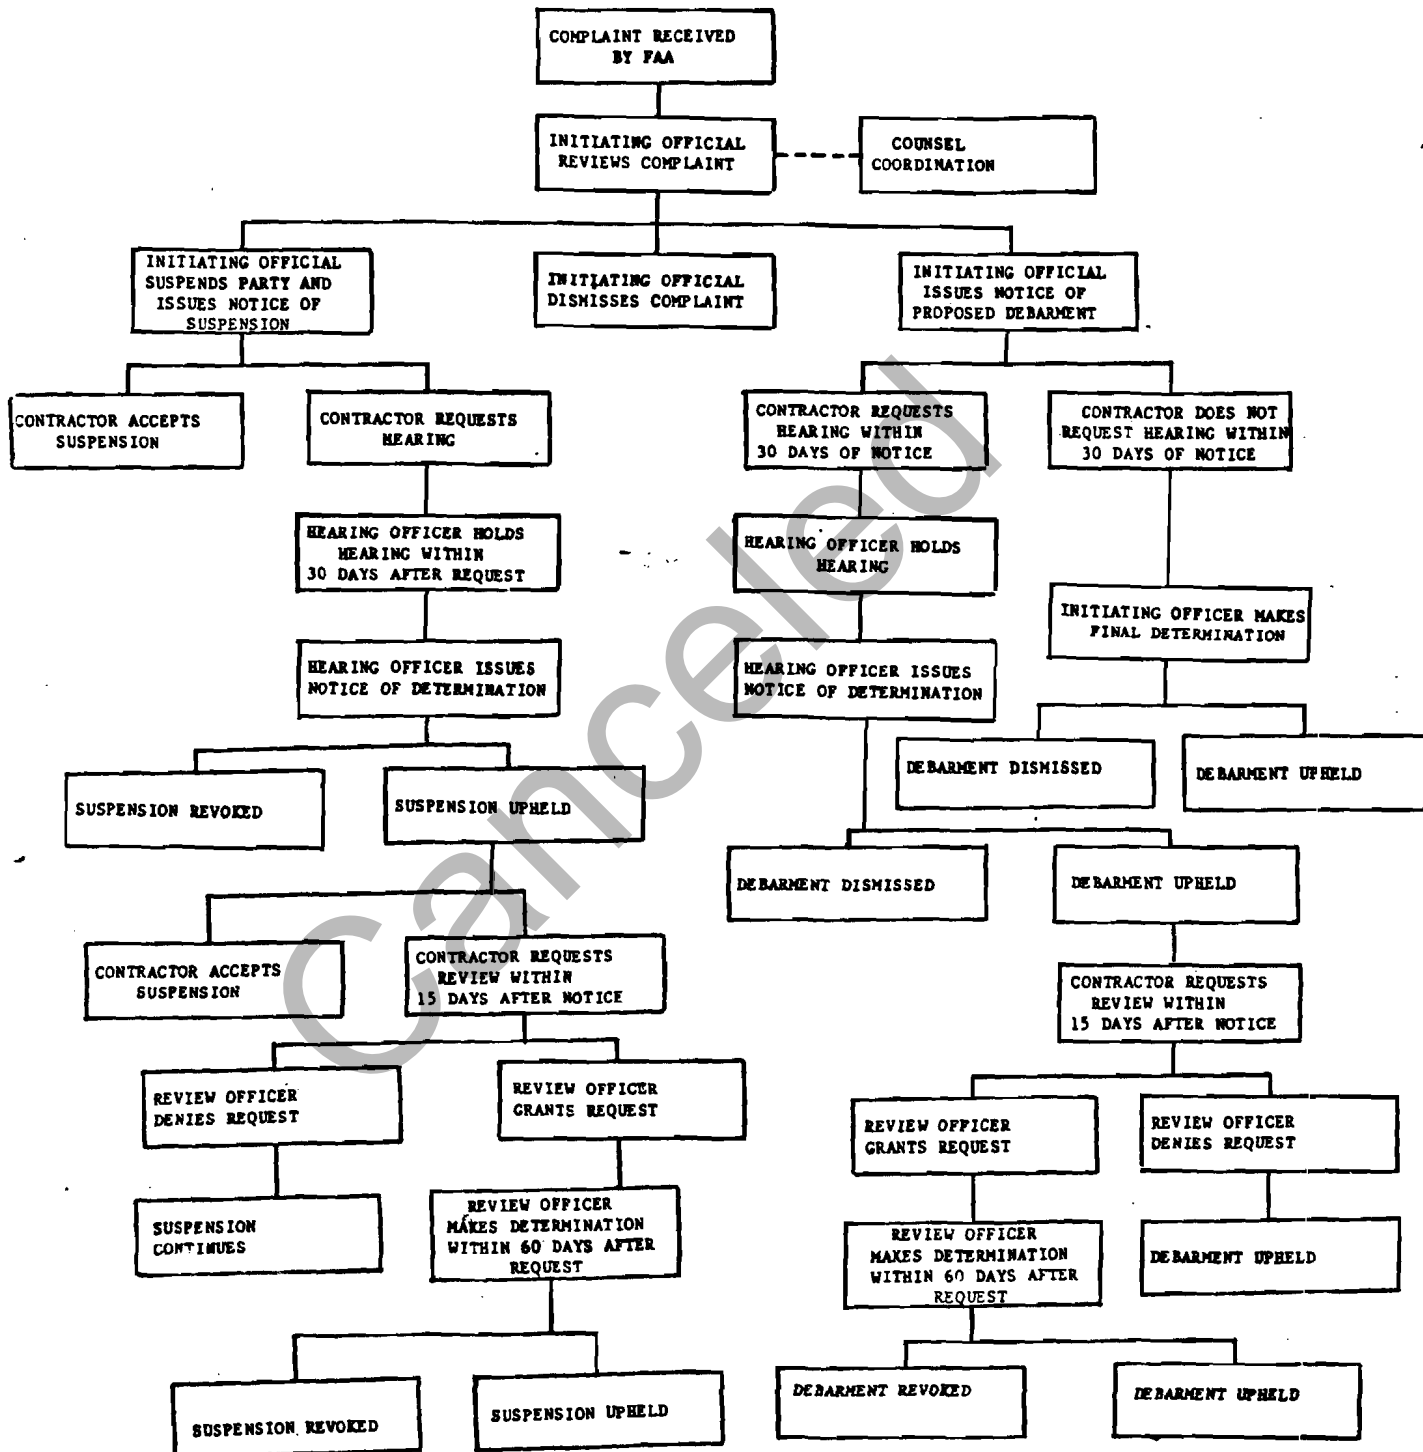 COMPLAINT RECEIVED
BY FAA
INITIATING OFFICIAL
REVIEWS COMPLAINT
COUNSEL
COORDINATION
INITIATING OFFICIAL
SUSPENDS PARTY AND
ISSUES NOTICE OF
SUSPENSION
INITIATING OFFICIAL
DISMISSES COMPLAINT
INITIATING OFFICIAL
ISSUES NOTICE OF
PROPOSED DEBARMENT
CONTRACTOR ACCEPTS
SUSPENSION
CONTRACTOR REQUESTS
HEARING
CONTRACTOR REQUESTS
HEARING WITHIN
30 DAYS OF NOTICE
CONTRACTOR DOES NOT
REQUEST HEARING WITHIN
30 DAYS OF NOTICE
HEARING OFFICER HOLDS
HEARING WITHIN
30 DAYS AFTER REQUEST
HEARING OFFICER HOLDS
HEARING
INITIATING OFFICER MAKES
FINAL DETERMINATION
HEARING OFFICER ISSUES
NOTICE OF DETERMINATION
HEARING OFFICER ISSUES
NOTICE OF DETERMINATION
DEBARMENT DISMISSED
DEBARMENT UPHELD
SUSPENSION REVOKED
SUSPENSION UPHELD
DEBARMENT DISMISSED
DEBARMENT UPHELD
CONTRACTOR ACCEPTS
SUSPENSION
CONTRACTOR REQUESTS
REVIEW WITHIN
15 DAYS AFTER NOTICE
CONTRACTOR REQUESTS
REVIEW WITHIN
15 DAYS AFTER NOTICE
REVIEW OFFICER
DENIES REQUEST
REVIEW OFFICER
GRANTS REQUEST
REVIEW OFFICER
GRANTS REQUEST
REVIEW OFFICER
DENIES REQUEST
SUSPENSION
CONTINUES
REVIEW OFFICER
MAKES DETERMINATION
WITHIN 60 DAYS AFTER
REQUEST
REVIEW OFFICER
MAKES DETERMINATION
WITHIN 60 DAYS AFTER
REQUEST
DEBARMENT UPHELD
SUSPENSION REVOKED
SUSPENSION UPHELD
DEBARMENT REVOKED
DEBARMENT UPHELD
Canceled